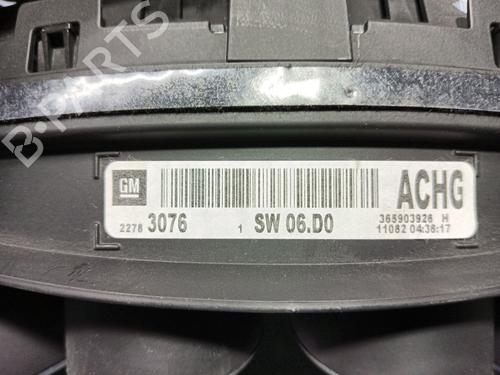 B-PARTS
GM
ACHG
2278 3076 1 SW 06.D0
365903926 H
11082 04:38:17